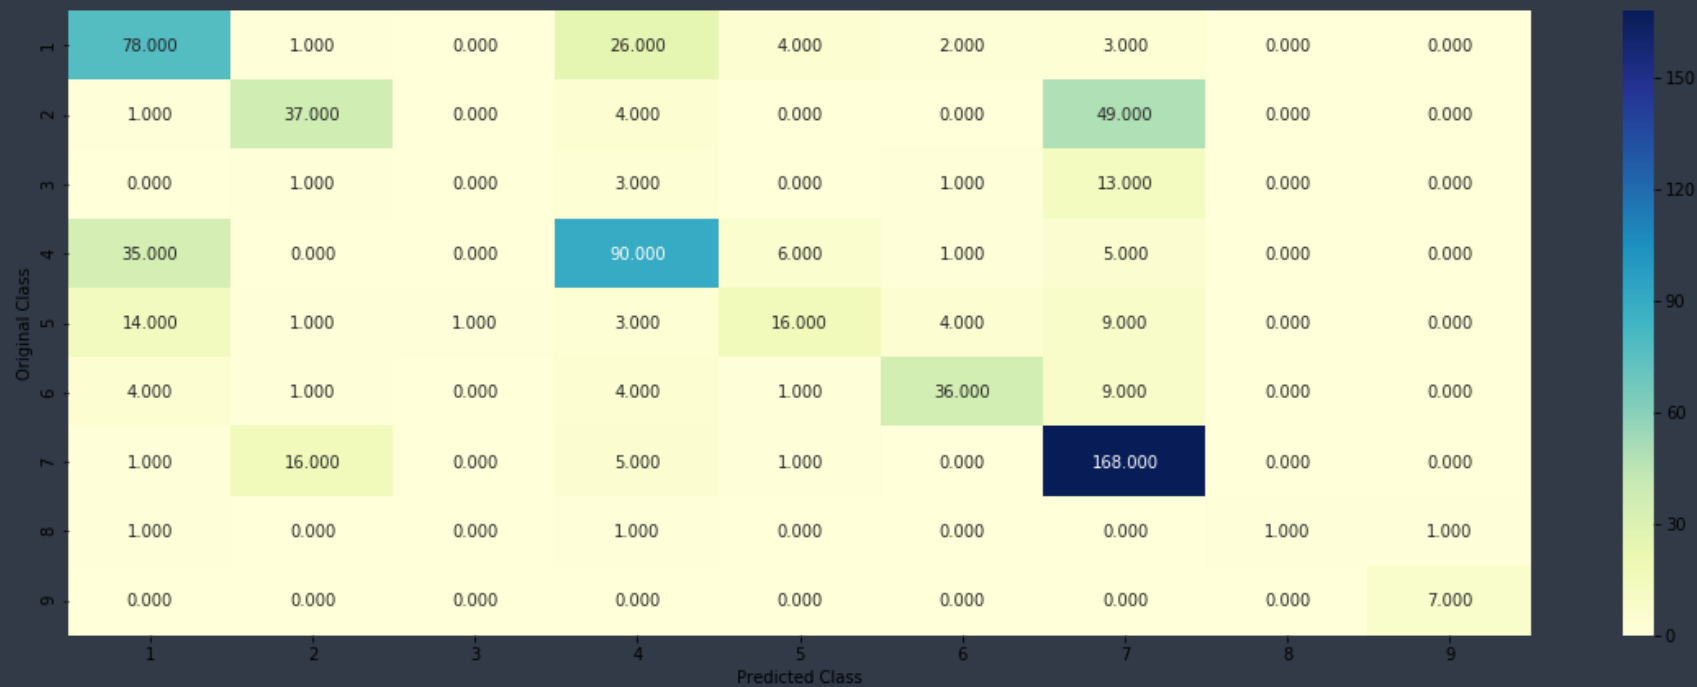 1 78.000 1.000 0.000 26.000 4.000 2.000 3.000 0.000 0.000
2 1.000 37.000 0.000 4.000 0.000 0.000 49.000 0.000 0.000
3 0.000 1.000 0.000 3.000 0.000 1.000 13.000 0.000 0.000
4 35.000 0.000 0.000 90.000 6.000 1.000 5.000 0.000 0.000
5 14.000 1.000 1.000 3.000 16.000 4.000 9.000 0.000 0.000
6 4.000 1.000 0.000 4.000 1.000 36.000 9.000 0.000 0.000
7 1.000 16.000 0.000 5.000 1.000 0.000 168.000 0.000 0.000
8 1.000 0.000 0.000 1.000 0.000 0.000 0.000 1.000 1.000
9 0.000 0.000 0.000 0.000 0.000 0.000 0.000 0.000 7.000
1 2 3 4 5 6 7 8 9
Predicted Class
Original Class
150
120
90
60
30
0